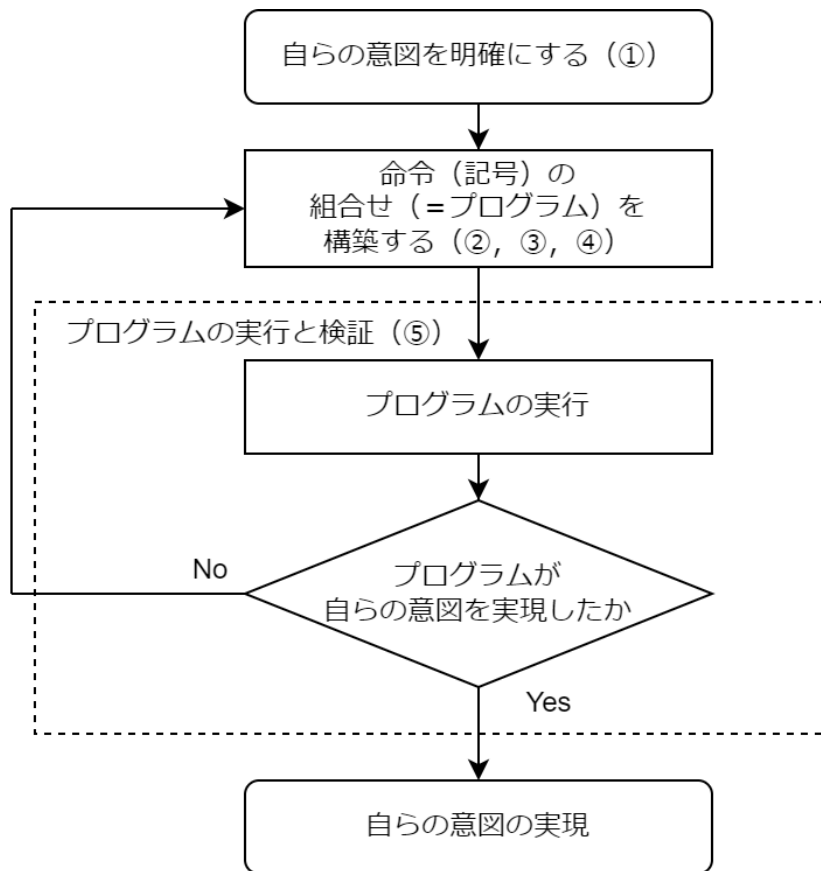 自らの意図を明確にする（①）
命令（記号）の
組合せ（＝プログラム）を
構築する（②，③，④）
プログラムの実行と検証（⑤）
プログラムの実行
No
プログラムが
自らの意図を実現したか
Yes
自らの意図の実現